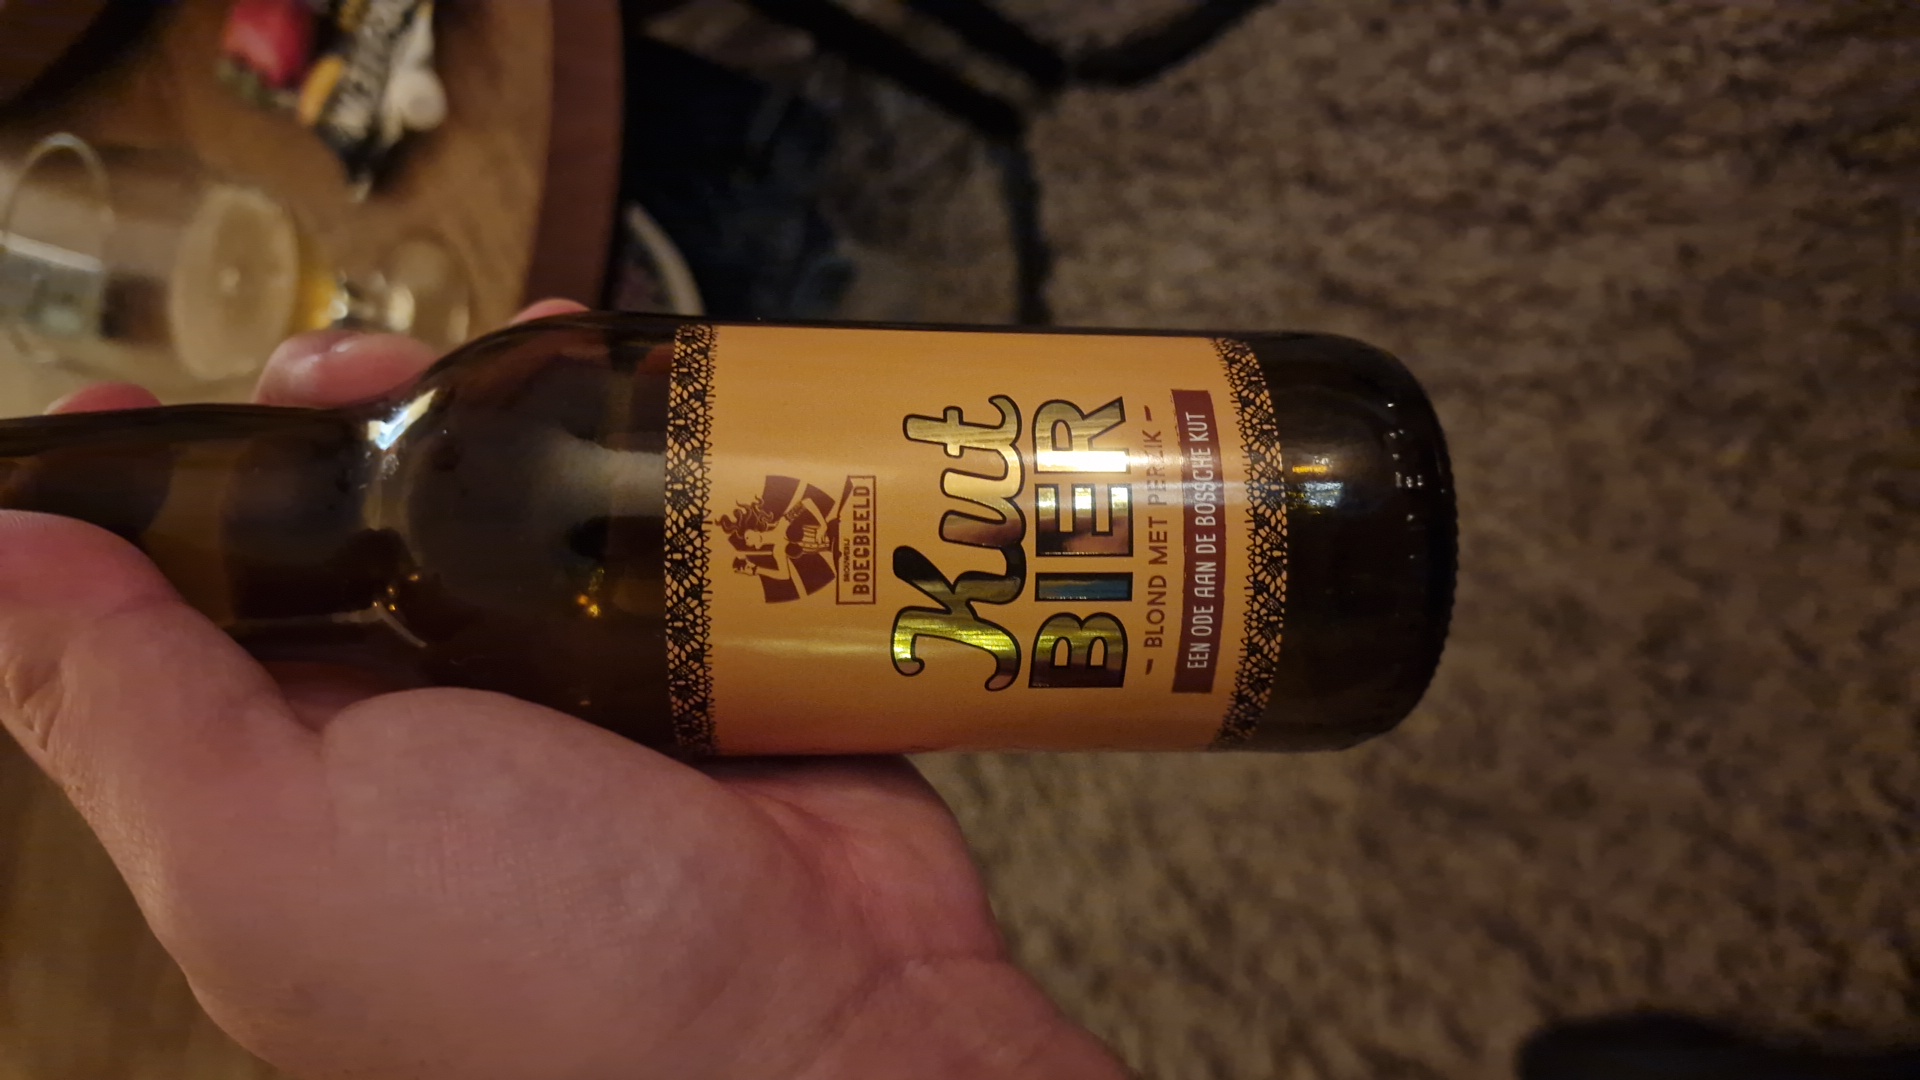 BROUWERIJ
BOEGBEELD
Kut
BIER
- BLOND MET PERZIK -
EEN ODE AAN DE BOSSCHE KUT